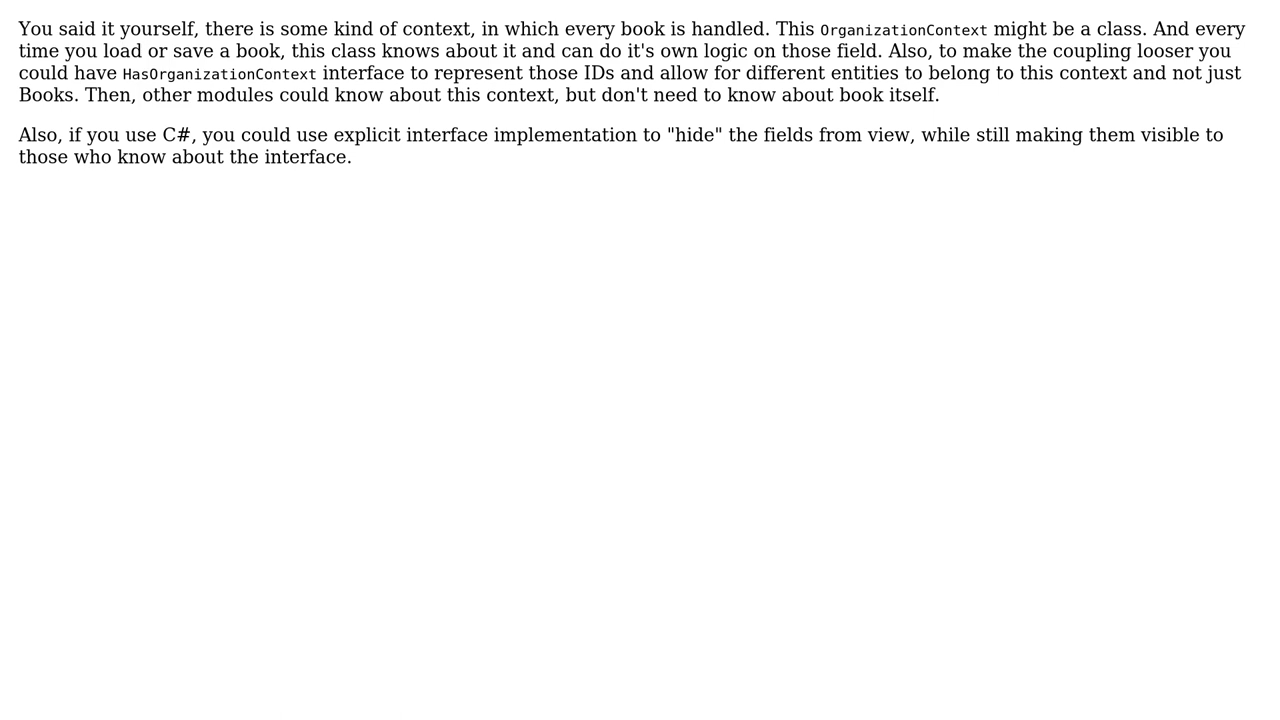 You said it yourself, there is some kind of context, in which every book is handled. This OrganizationContext might be a class. And every
time you load or save a book, this class knows about it and can do it's own logic on those field. Also, to make the coupling looser you
could have HasOrganizationContext interface to represent those IDs and allow for different entities to belong to this context and not just
Books. Then, other modules could know about this context, but don't need to know about book itself.
Also, if you use C#, you could use explicit interface implementation to "hide" the fields from view, while still making them visible to
those who know about the interface.